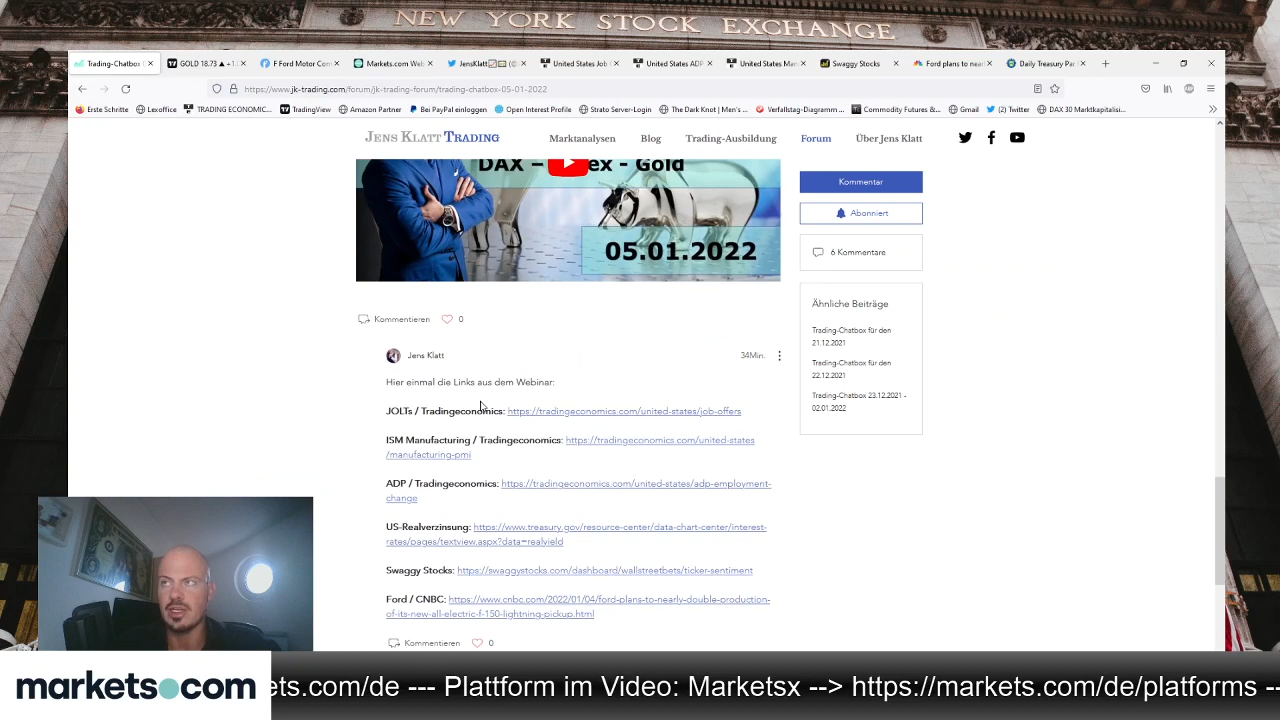 NEW YORK STOCK EXCHANGE
Trading-Chatbox
GOLD 18.73 ▲ +1.
F Ford Motor Con
Markets.com Web
JensKlatt
United States Job
United States ADP
United States Man
Swaggy Stocks
Ford plans to near
Daily Treasury Par
https://www.jk-trading.com/forum/jk-trading-forum/trading-chatbox-05-01-2022
Erste Schritte
Lexoffice
TRADING ECONOMIC...
TradingView
Amazon Partner
Bei PayPal einloggen
Open Interest Profile
Strato Server-Login
The Dark Knot | Men's ...
Verfallstag-Diagramm ...
Commodity Futures &...
Gmail
(2) Twitter
DAX 30 Marktkapitalisi...
JENS KLATT TRADING
Marktanalysen
Blog
Trading-Ausbildung
Forum
Über Jens Klatt
DAX – ex - Gold
05.01.2022
Kommentar
Abonniert
6 Kommentare
Ähnliche Beiträge
Trading-Chatbox für den
21.12.2021
Trading-Chatbox für den
22.12.2021
Trading-Chatbox 23.12.2021 -
02.01.2022
Kommentieren 0
Jens Klatt
34Min.
Hier einmal die Links aus dem Webinar:
JOLTs / Tradingeconomics: https://tradingeconomics.com/united-states/job-offers
ISM Manufacturing / Tradingeconomics: https://tradingeconomics.com/united-states
/manufacturing-pmi
ADP / Tradingeconomics: https://tradingeconomics.com/united-states/adp-employment-
change
US-Realverzinsung: https://www.treasury.gov/resource-center/data-chart-center/interest-
rates/pages/textview.aspx?data=realyield
Swaggy Stocks: https://swaggystocks.com/dashboard/wallstreetbets/ticker-sentiment
Ford / CNBC: https://www.cnbc.com/2022/01/04/ford-plans-to-nearly-double-production-
of-its-new-all-electric-f-150-lightning-pickup.html
Kommentieren 0
markets.com
ets.com/de --- Plattform im Video: Marketsx --> https://markets.com/de/platforms --